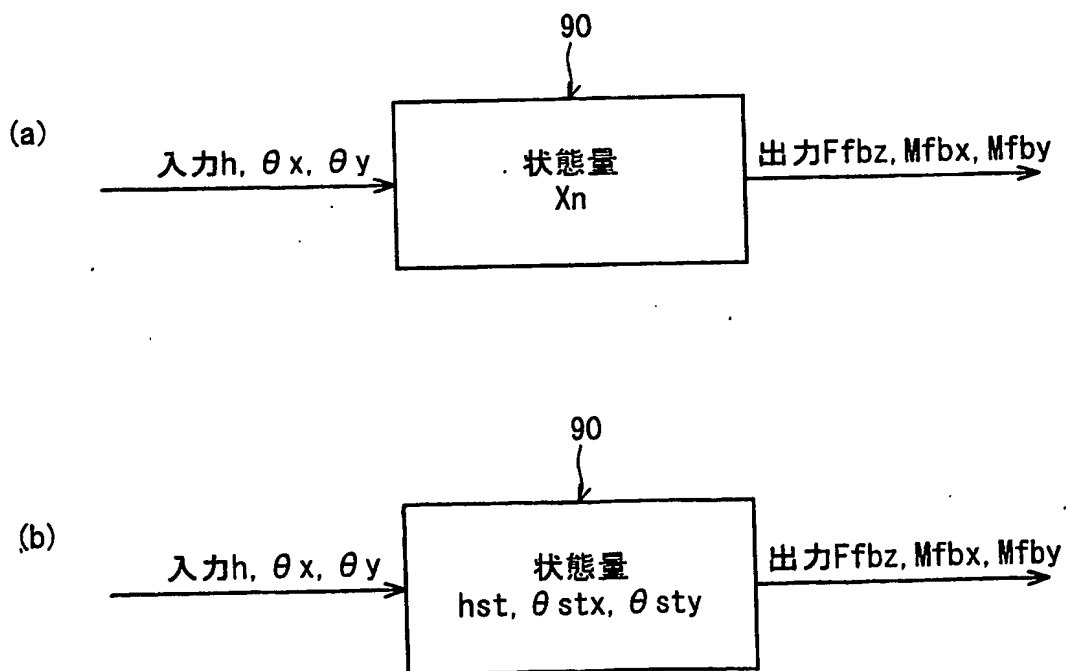 90
(a)
入力h, θx, θy
状態量
Xn
出力Ffbz, Mfbx, Mfby
90
(b)
入力h, θx, θy
状態量
hst, θstx, θsty
出力Ffbz, Mfbx, Mfby